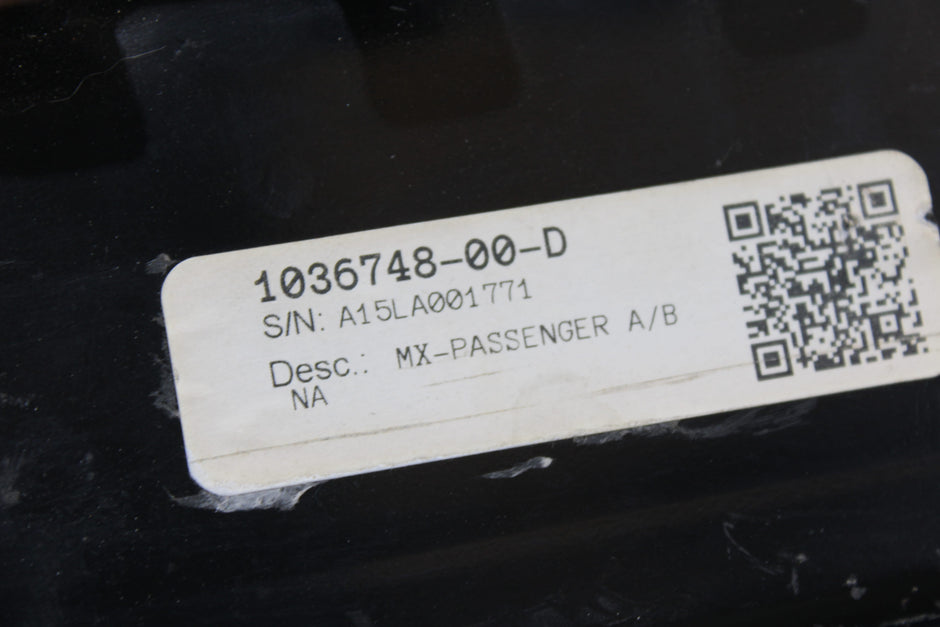 1036748-00-D
S/N: A15LA001771
Desc.: MX-PASSENGER A/B
NA